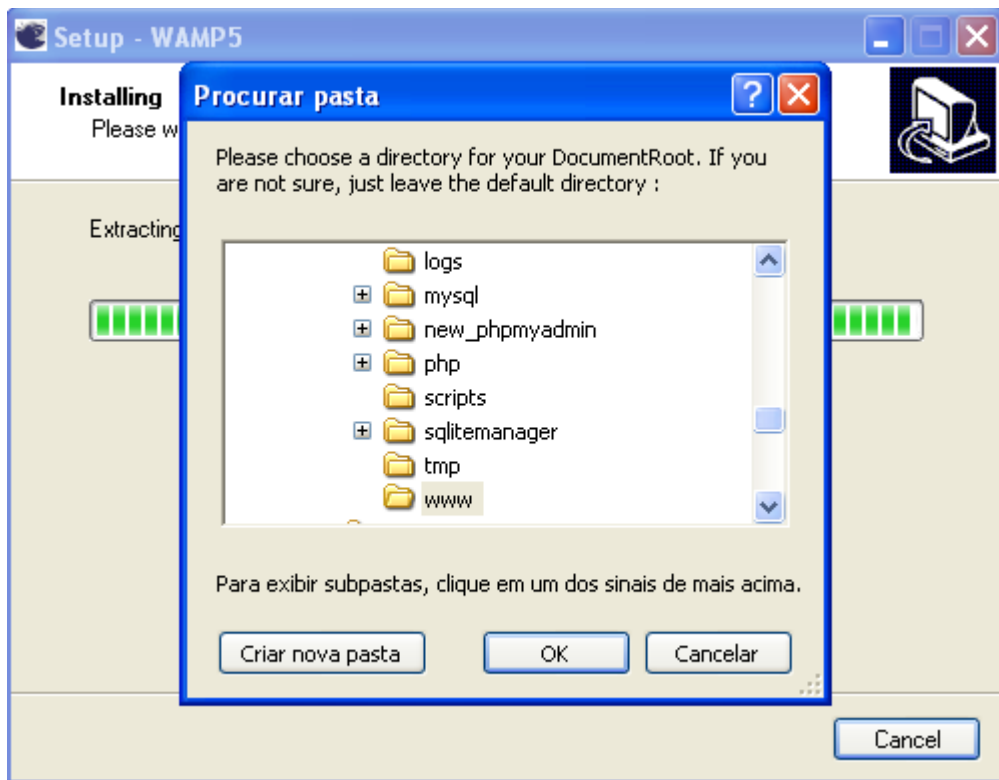 Setup - WAMP5
Installing
Please w
Extracting
Procurar pasta
Please choose a directory for your DocumentRoot. If you
are not sure, just leave the default directory :
logs
mysql
new_phpmyadmin
php
scripts
sqlitemanager
tmp
www
Para exibir subpastas, clique em um dos sinais de mais acima.
Criar nova pasta
OK
Cancelar
Cancel